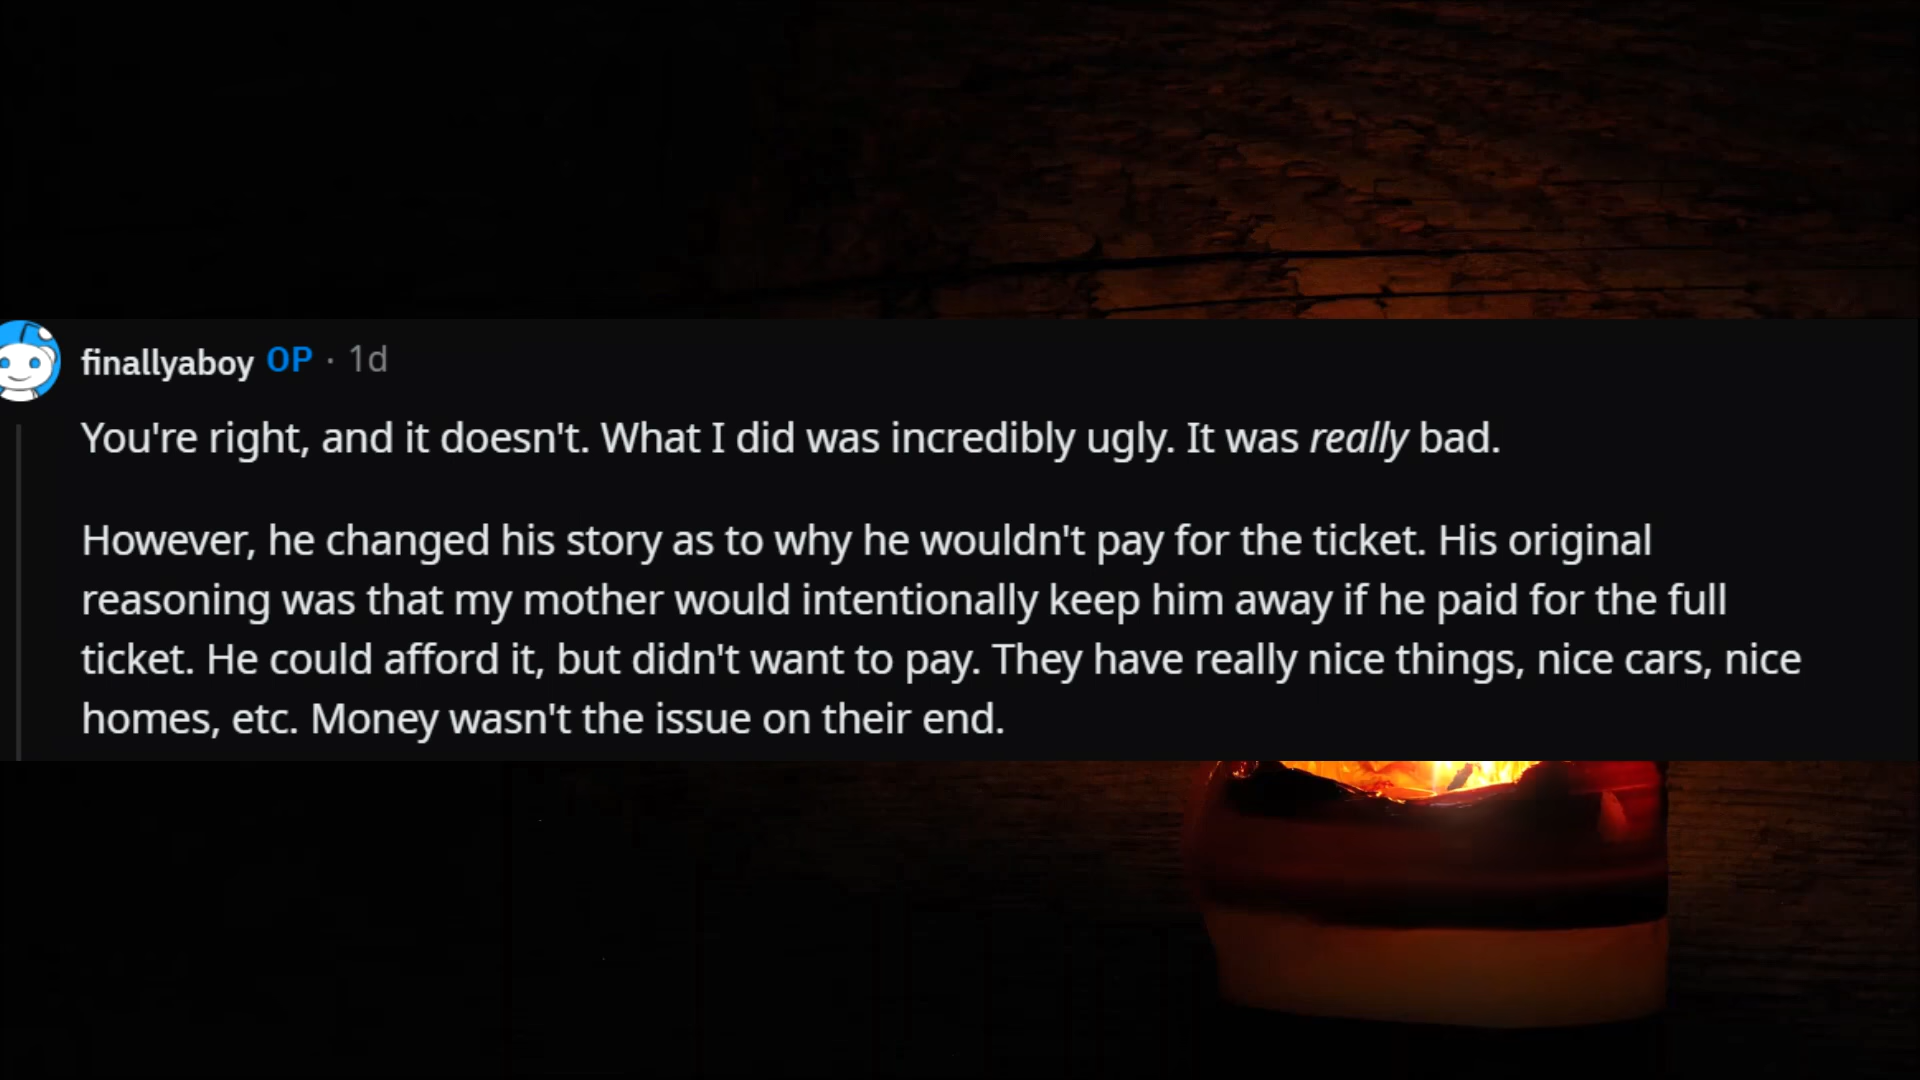 finallyaboy OP · 1d
You're right, and it doesn't. What I did was incredibly ugly. It was really bad.
However, he changed his story as to why he wouldn't pay for the ticket. His original
reasoning was that my mother would intentionally keep him away if he paid for the full
ticket. He could afford it, but didn't want to pay. They have really nice things, nice cars, nice
homes, etc. Money wasn't the issue on their end.